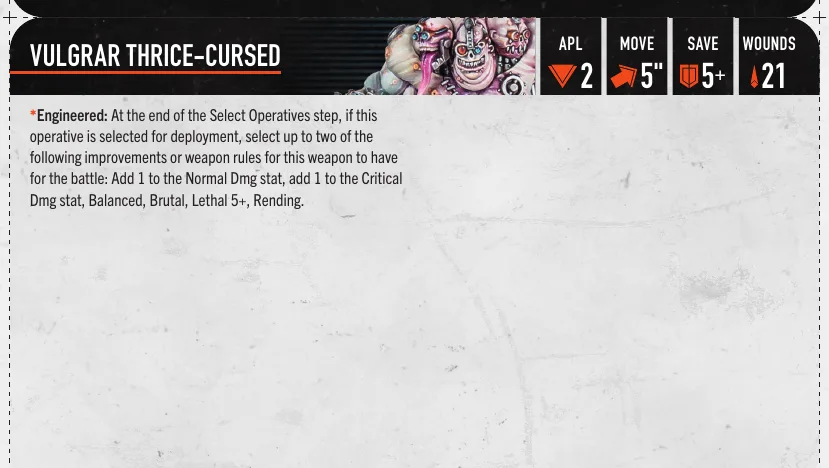 VULGRAR THRICE-CURSED
APL
2
MOVE
5"
SAVE
5+
WOUNDS
21
*Engineered: At the end of the Select Operatives step, if this
operative is selected for deployment, select up to two of the
following improvements or weapon rules for this weapon to have
for the battle: Add 1 to the Normal Dmg stat, add 1 to the Critical
Dmg stat, Balanced, Brutal, Lethal 5+, Rending.